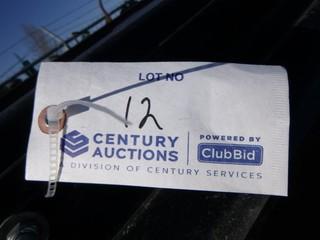 LOT NO
12
CENTURY
AUCTIONS
POWERED BY
ClubBid
A DIVISION OF CENTURY SERVICES